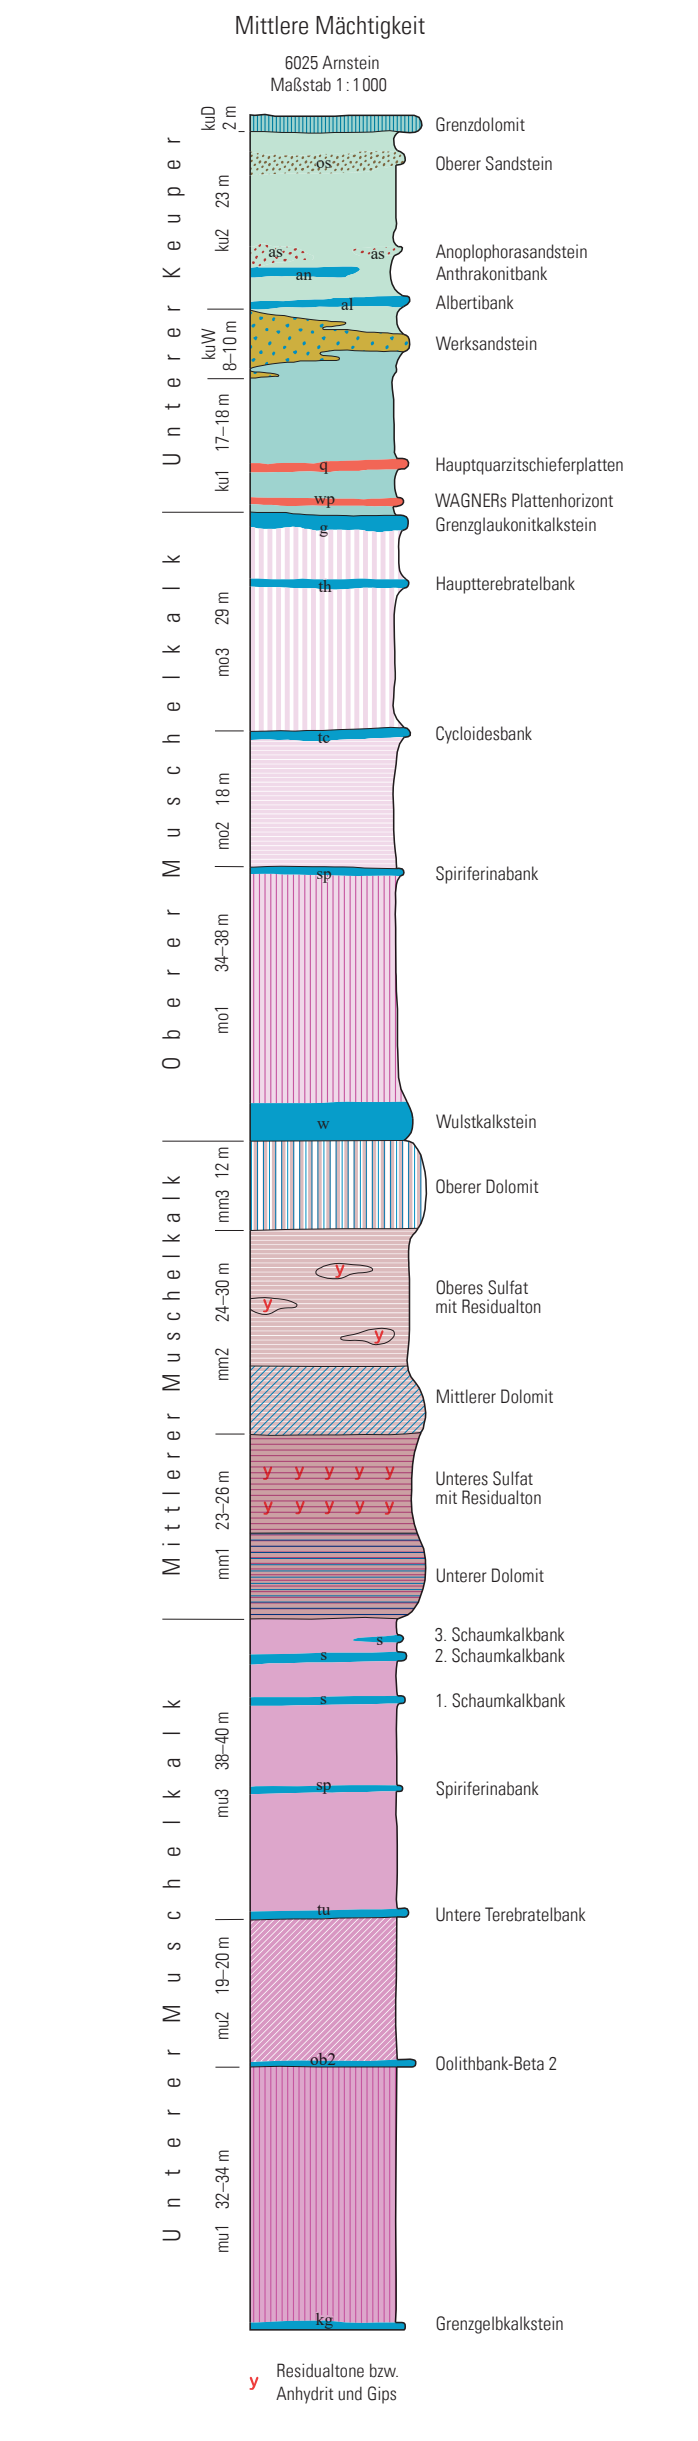 Mittlere Mächtigkeit
6025 Arnstein
Maßstab 1:1000
Unterer Keuper
kuD
2 m
Grenzdolomit
os
Oberer Sandstein
ku2
23 m
as
as
Anoplophorasandstein
an
Anthrakonitbank
al
Albertibank
kuW
8–10 m
Werksandstein
ku1
17–18 m
q
Hauptquarzitschieferplatten
wp
WAGNERs Plattenhorizont
Oberer Muschelkalk
g
Grenzglaukonitkalkstein
th
Hauptterebratelbank
mo3
29 m
tc
Cycloidesbank
mo2
18 m
sp
Spiriferinabank
mo1
34–38 m
w
Wulstkalkstein
Mittlerer Muschelkalk
mm3
12 m
Oberer Dolomit
mm2
24–30 m
y
y
y
Oberes Sulfat
mit Residualton
Mittlerer Dolomit
mm1
23–26 m
y y y y y
y y y y y
Unteres Sulfat
mit Residualton
Unterer Dolomit
Unterer Muschelkalk
s
3. Schaumkalkbank
s
2. Schaumkalkbank
s
1. Schaumkalkbank
mu3
38–40 m
sp
Spiriferinabank
tu
Untere Terebratelbank
mu2
19–20 m
ob2
Oolithbank-Beta 2
mu1
32–34 m
kg
Grenzgelbkalkstein
y
Residualtone bzw.
Anhydrit und Gips